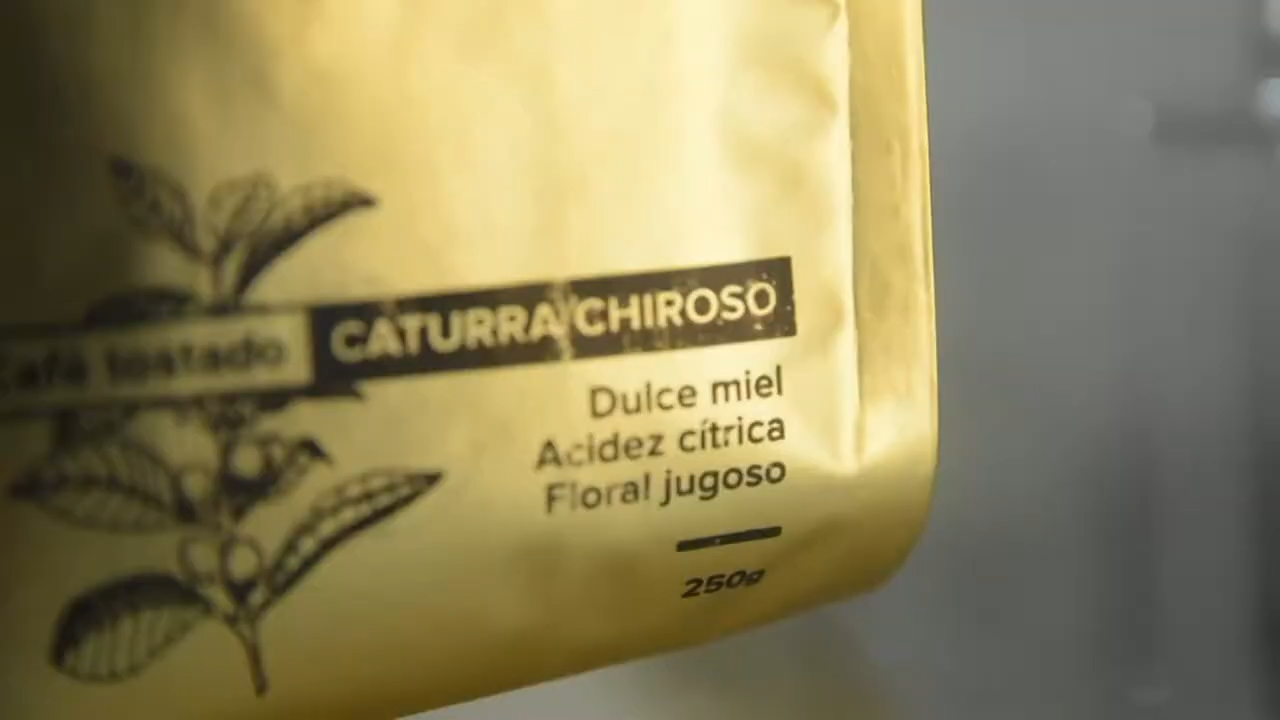 Café tostado CATURRA CHIROSO
Dulce miel
Acidez cítrica
Floral jugoso
250g